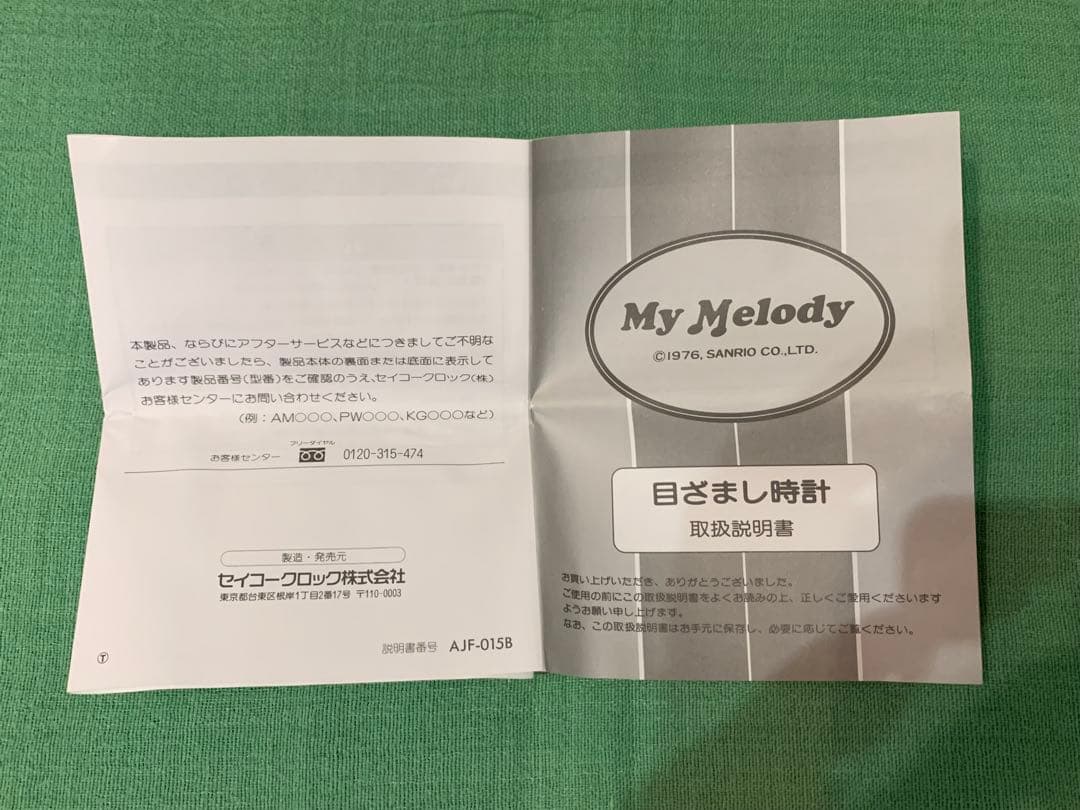 本製品、ならびにアフターサービスなどにつきましてご不明な
ことがございましたら、製品本体の裏面または底面に表示して
あります製品番号(型番)をご確認のうえ、セイコークロック(株)
お客様センターにお問い合わせください。
(例:AM○○○、PW○○○、KG○○○など)
フリーダイヤル
お客様センター 0120-315-474
製造・発売元
セイコークロック株式会社
東京都台東区根岸1丁目2番17号 〒110-0003
説明書番号 AJF-015B
Ⓣ
My Melody
©1976, SANRIO CO.,LTD.
目ざまし時計
取扱説明書
お買い上げいただき、ありがとうございました。
ご使用の前にこの取扱説明書をよくお読みの上、正しくご愛用くださいます
ようお願い申し上げます。
なお、この取扱説明書はお手元に保存し、必要に応じてご覧ください。